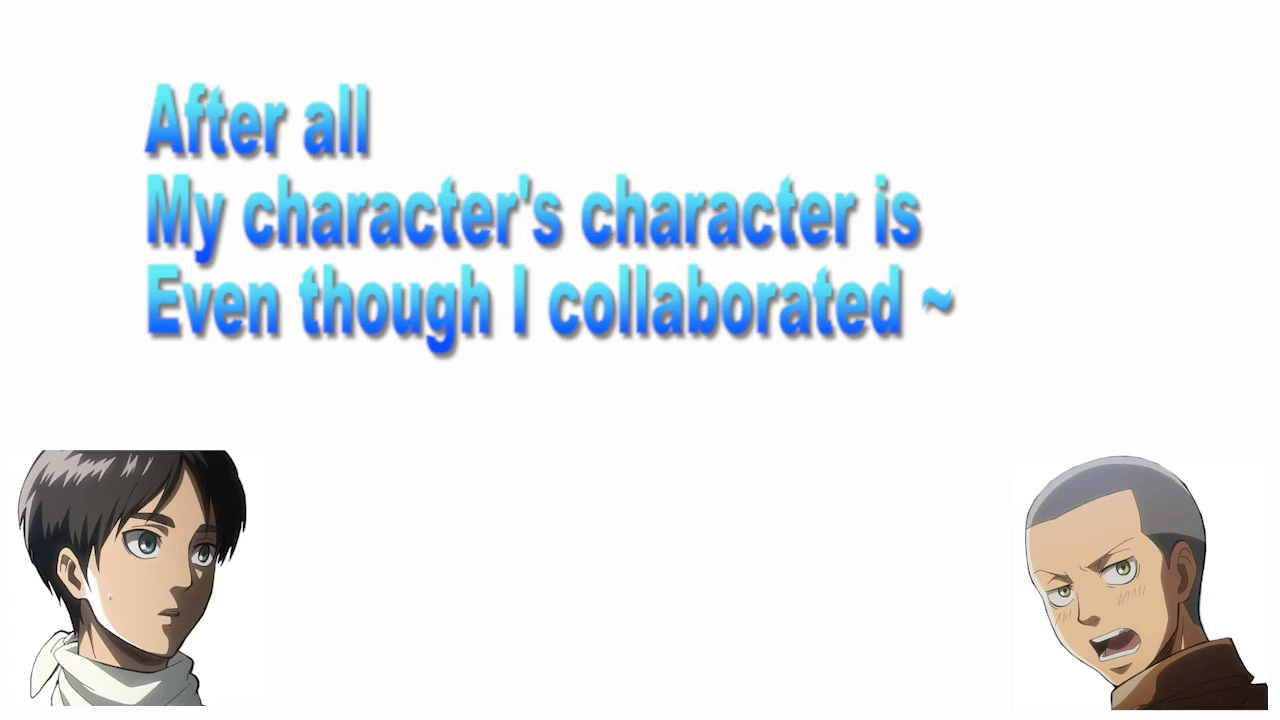 After all
My character's character is
Even though I collaborated ~